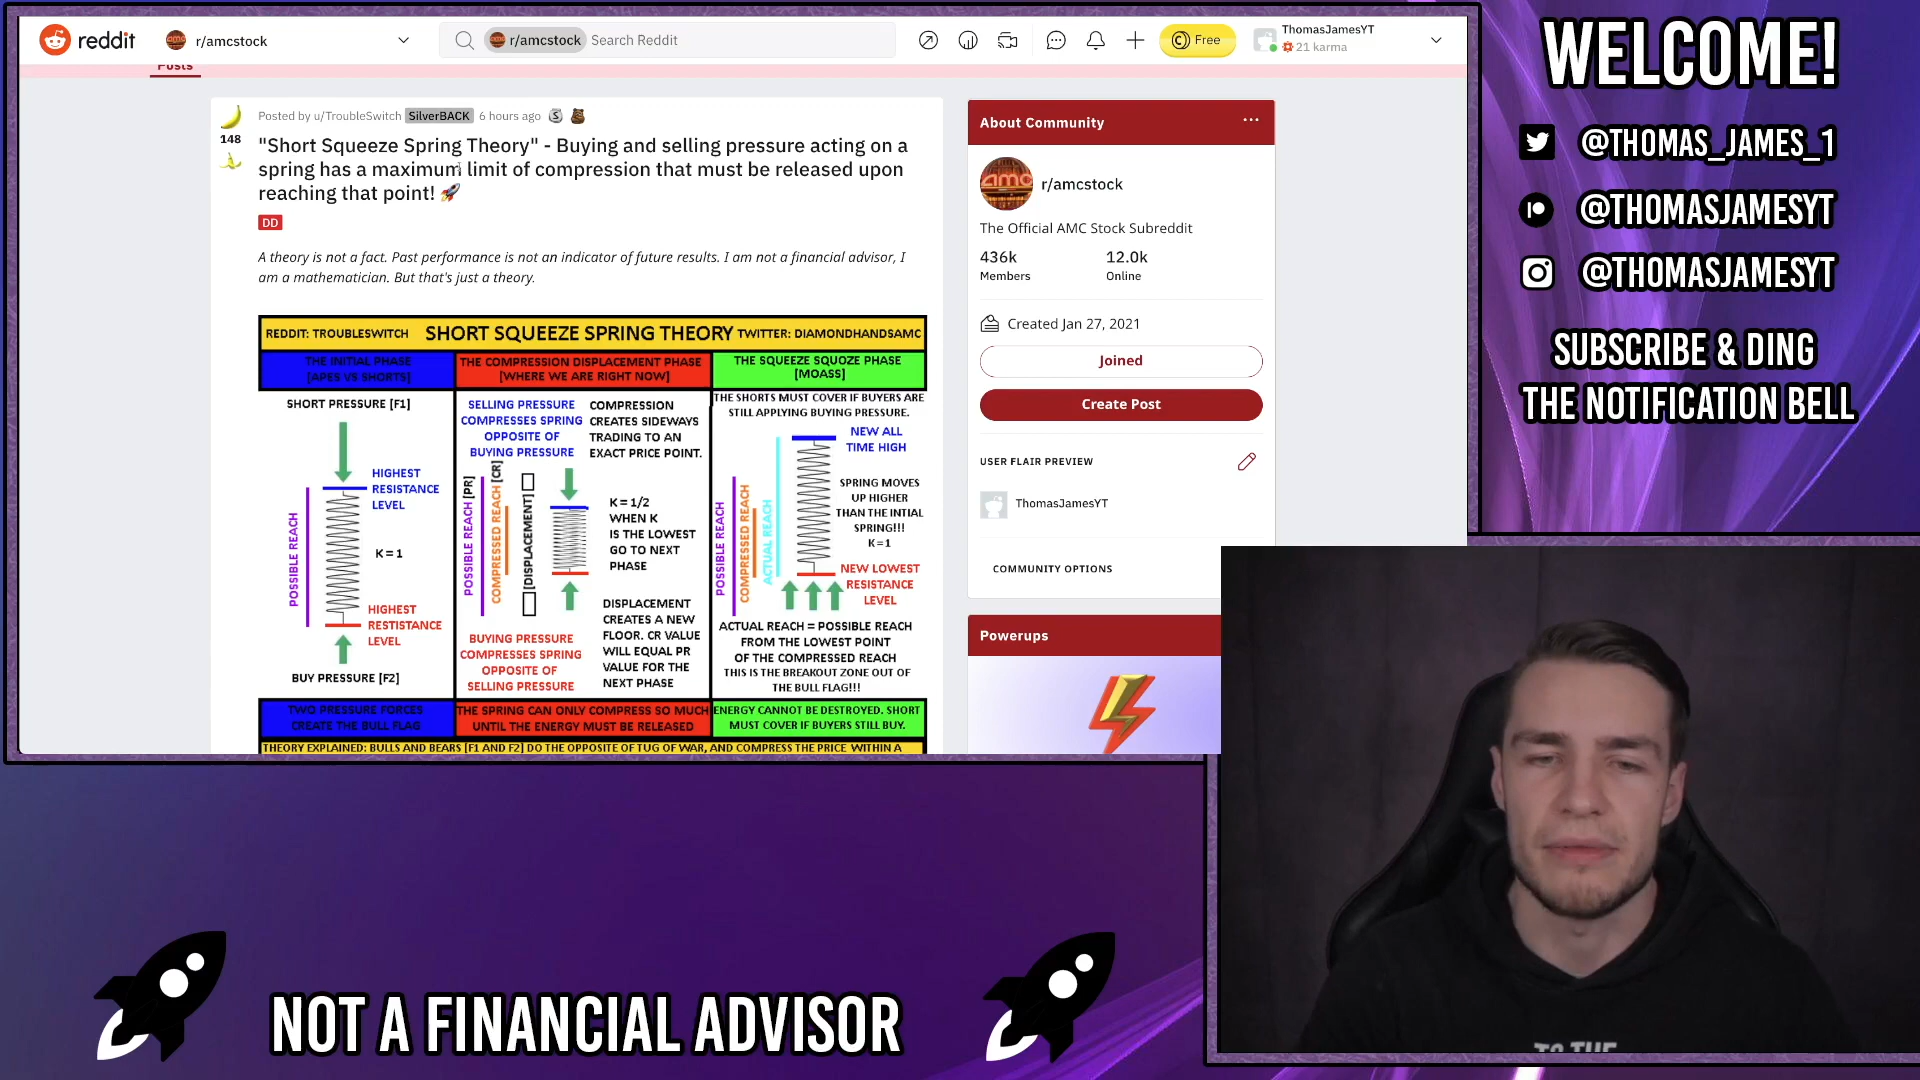 reddit
r/amcstock
r/amcstock Search Reddit
Free
ThomasJamesYT
21 karma
Posts
Posted by u/TroubleSwitch SilverBACK 6 hours ago
148
"Short Squeeze Spring Theory" - Buying and selling pressure acting on a
spring has a maximum limit of compression that must be released upon
reaching that point! 🚀
DD
A theory is not a fact. Past performance is not an indicator of future results. I am not a financial advisor, I
am a mathematician. But that's just a theory.
REDDIT: TROUBLESWITCH SHORT SQUEEZE SPRING THEORY TWITTER: DIAMONDHANDSAMC
THE INITIAL PHASE
[APES VS SHORTS]
SHORT PRESSURE [F1]
HIGHEST
RESISTANCE
LEVEL
POSSIBLE REACH
K=1
HIGHEST
RESTISTANCE
LEVEL
BUY PRESSURE [F2]
TWO PRESSURE FORCES
CREATE THE BULL FLAG
THE COMPRESSION DISPLACEMENT PHASE
[WHERE WE ARE RIGHT NOW]
SELLING PRESSURE
COMPRESSES SPRING
OPPOSITE OF
BUYING PRESSURE
COMPRESSION
CREATES SIDEWAYS
TRADING TO AN
EXACT PRICE POINT.
POSSIBLE REACH [PR]
COMPRESSED REACH [CR]
[DISPLACEMENT]
K=1/2
WHEN K
IS THE LOWEST
GO TO NEXT
PHASE
DISPLACEMENT
CREATES A NEW
FLOOR. CR VALUE
WILL EQUAL PR
VALUE FOR THE
NEXT PHASE
BUYING PRESSURE
COMPRESSES SPRING
OPPOSITE OF
SELLING PRESSURE
THE SPRING CAN ONLY COMPRESS SO MUCH
UNTIL THE ENERGY MUST BE RELEASED
THE SQUEEZE SQUOZE PHASE
[MOASS]
THE SHORTS MUST COVER IF BUYERS ARE
STILL APPLYING BUYING PRESSURE.
NEW ALL
TIME HIGH
POSSIBLE REACH
COMPRESSED REACH
ACTUAL REACH
SPRING MOVES
UP HIGHER
THAN THE INTIAL
SPRING!!!
K=1
NEW LOWEST
RESISTANCE
LEVEL
ACTUAL REACH = POSSIBLE REACH
FROM THE LOWEST POINT
OF THE COMPRESSED REACH
THIS IS THE BREAKOUT ZONE OUT OF
THE BULL FLAG!!!
ENERGY CANNOT BE DESTROYED. SHORT
MUST COVER IF BUYERS STILL BUY.
THEORY EXPLAINED: BULLS AND BEARS [F1 AND F2] DO THE OPPOSITE OF TUG OF WAR, AND COMPRESS THE PRICE WITHIN A
About Community
amc
r/amcstock
The Official AMC Stock Subreddit
436k
Members
12.0k
Online
Created Jan 27, 2021
Joined
Create Post
USER FLAIR PREVIEW
ThomasJamesYT
COMMUNITY OPTIONS
Powerups
WELCOME!
@THOMAS_JAMES_1
@THOMASJAMESYT
@THOMASJAMESYT
SUBSCRIBE & DING
THE NOTIFICATION BELL
NOT A FINANCIAL ADVISOR
TO THE